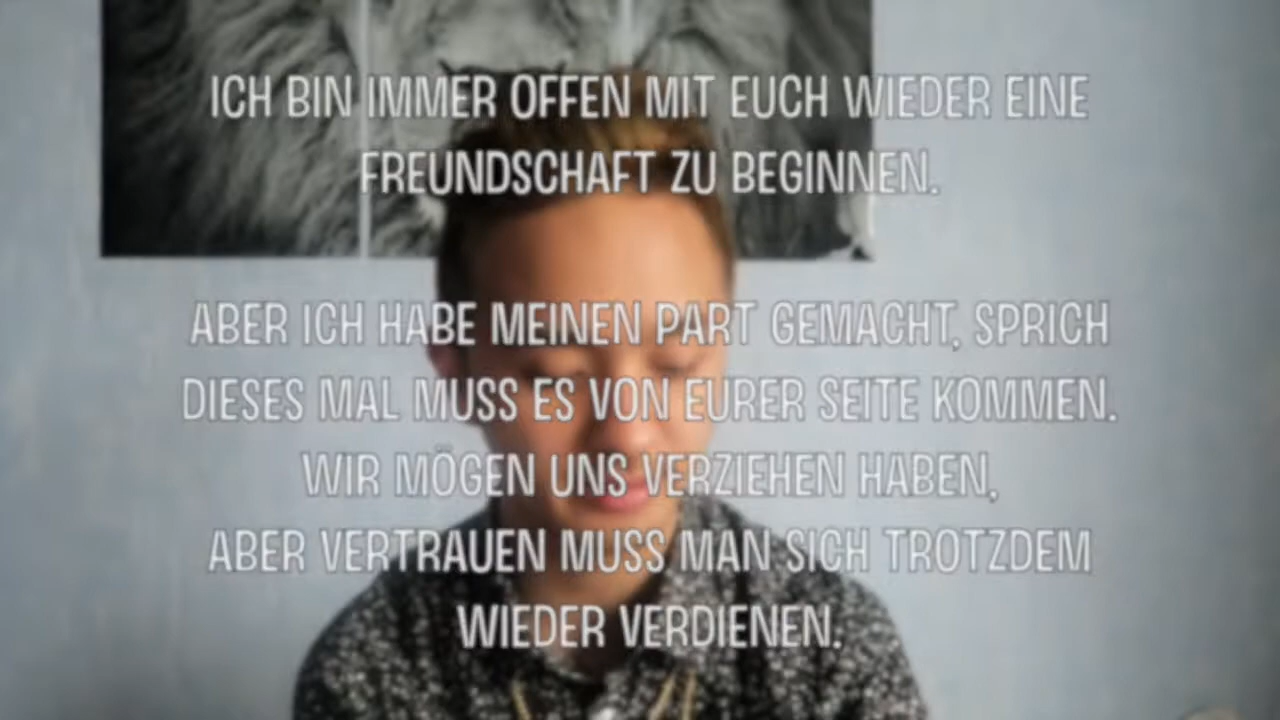 ICH BIN IMMER OFFEN MIT EUCH WIEDER EINE
FREUNDSCHAFT ZU BEGINNEN.
ABER ICH HABE MEINEN PART GEMACHT, SPRICH
DIESES MAL MUSS ES VON EURER SEITE KOMMEN.
WIR MÖGEN UNS VERZIEHEN HABEN,
ABER VERTRAUEN MUSS MAN SICH TROTZDEM
WIEDER VERDIENEN.